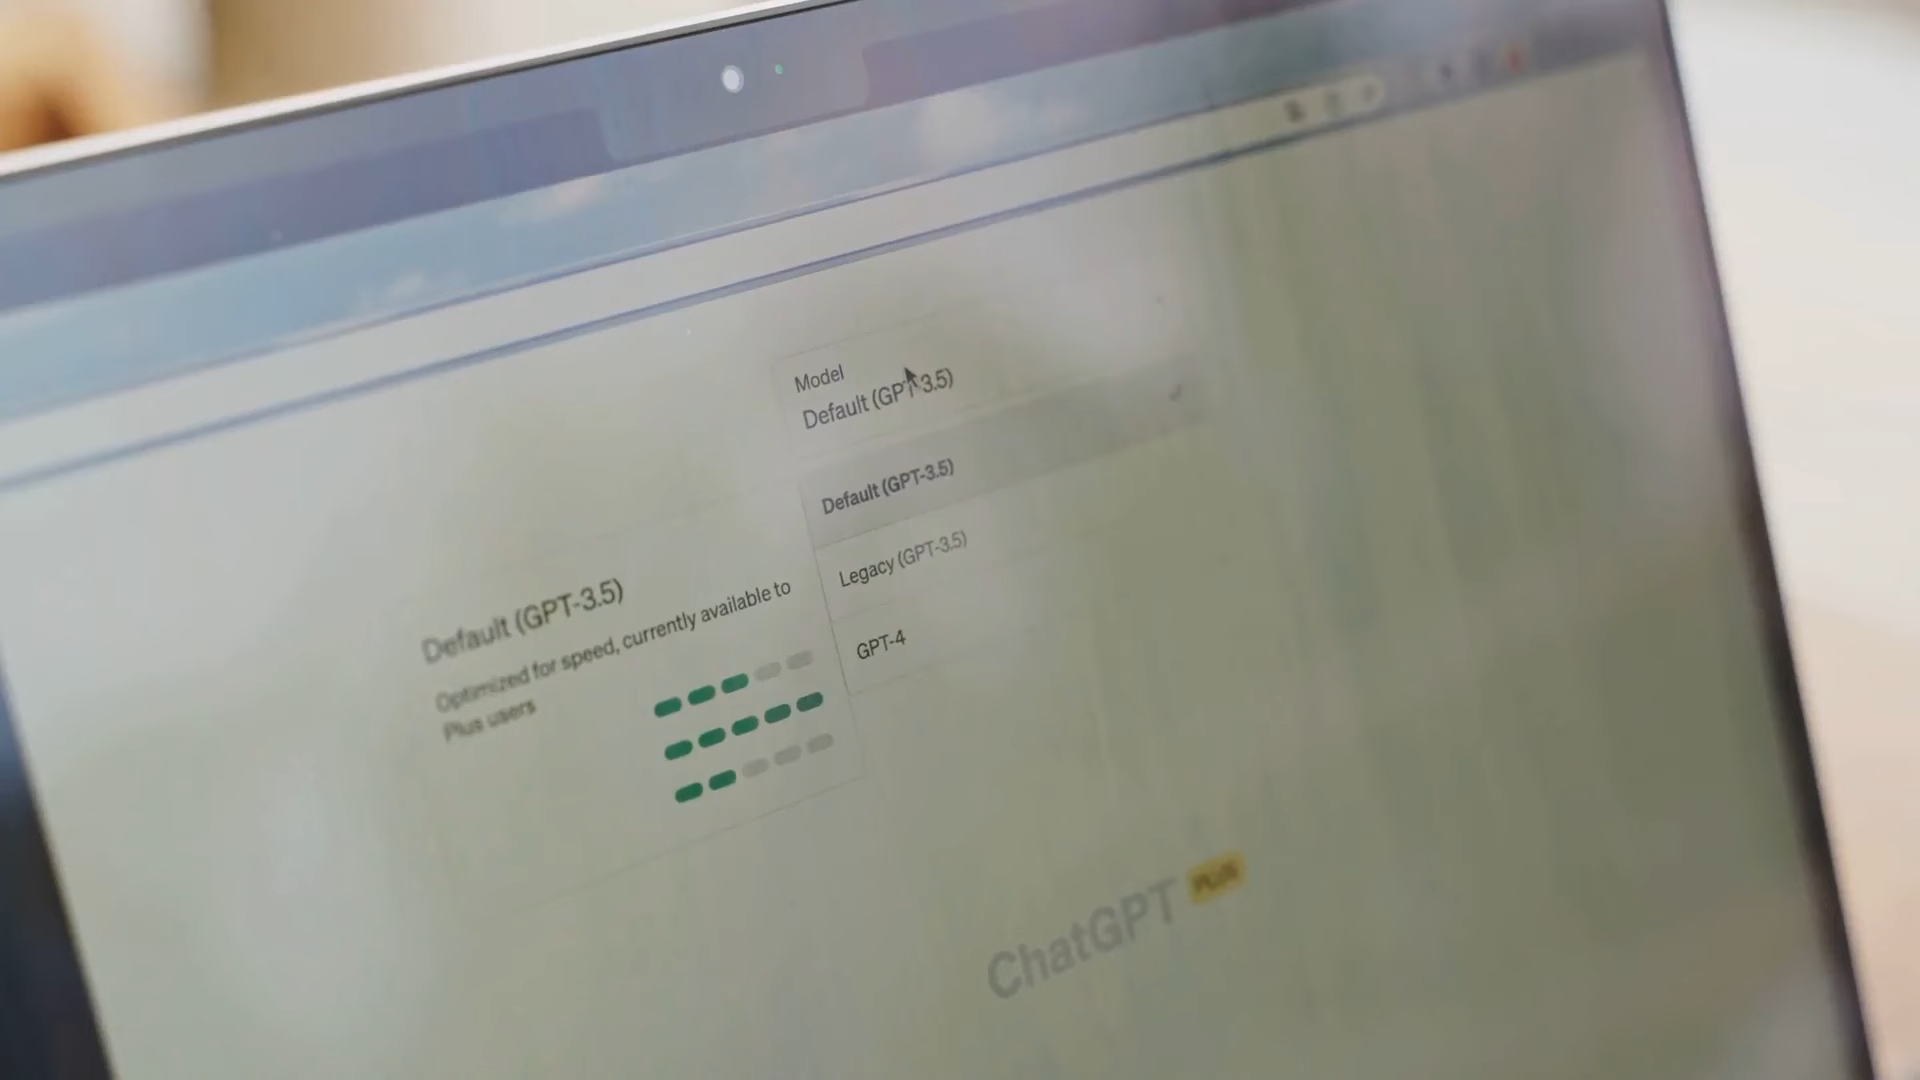 Model
Default (GPT-3.5)
Default (GPT-3.5)
Legacy (GPT-3.5)
GPT-4
Default (GPT-3.5)
Optimized for speed, currently available to
Plus users
ChatGPT PLUS